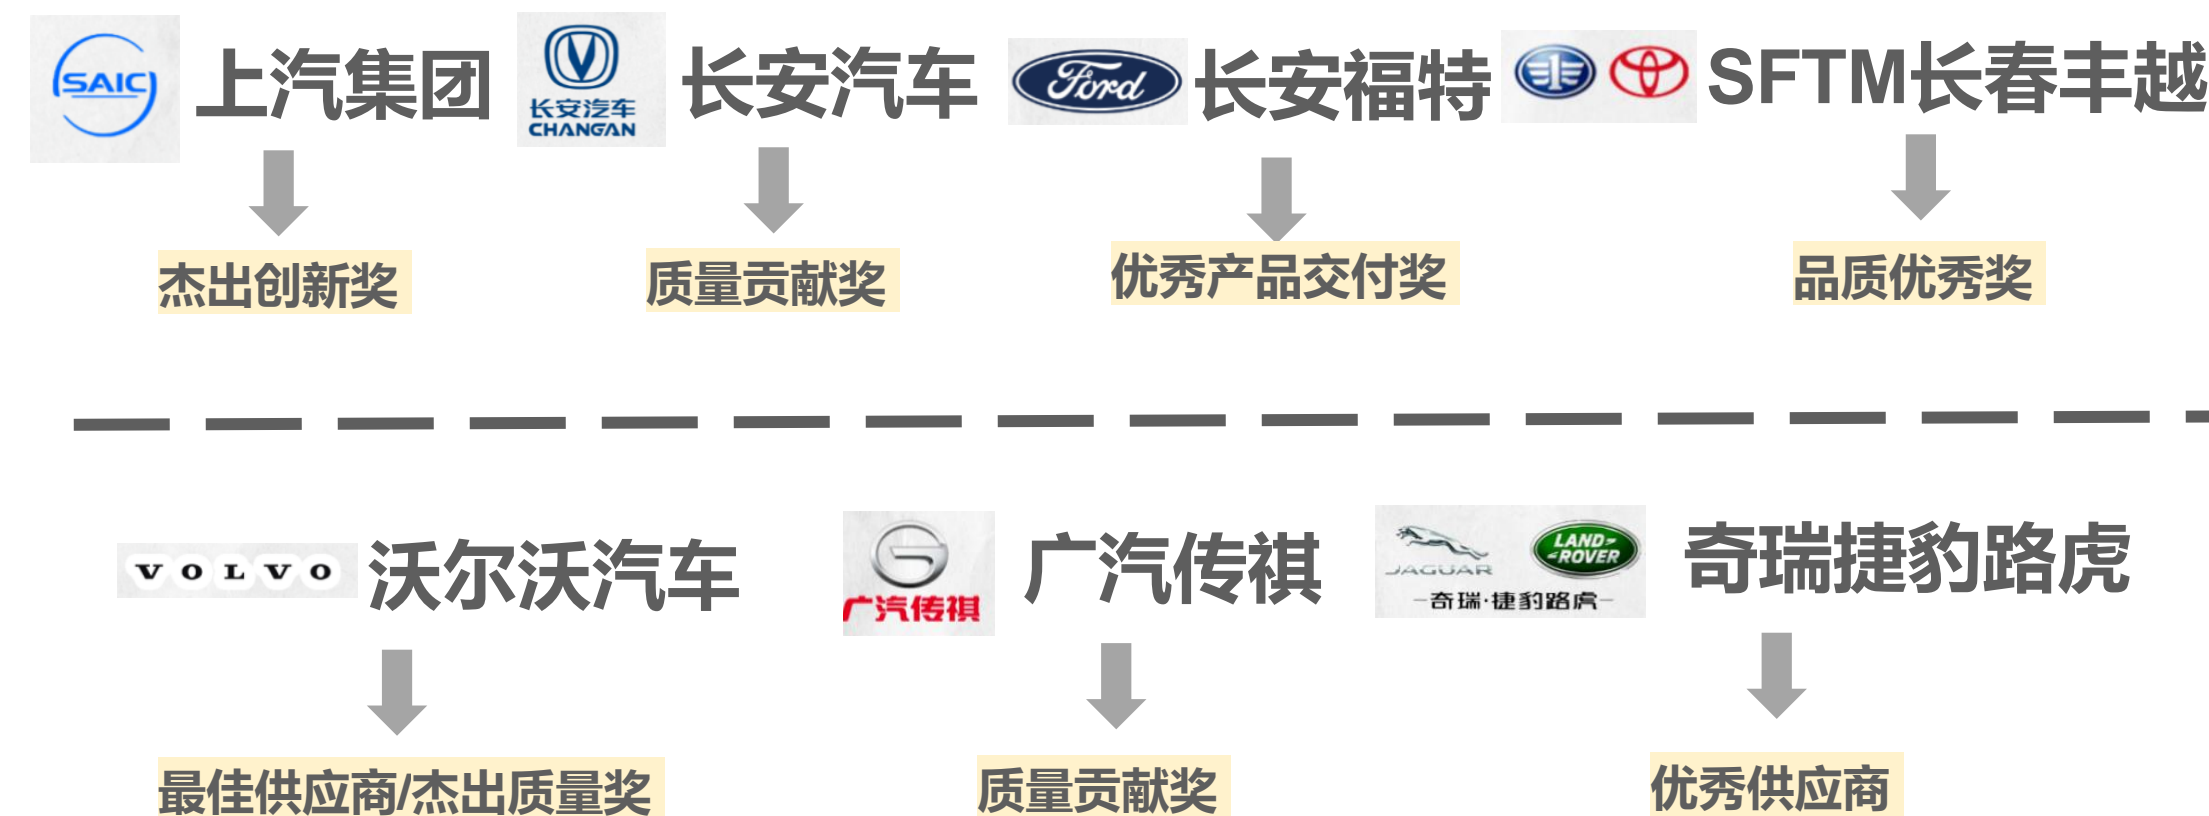 SAIC 上汽集团
长安汽车 CHANGAN 长安汽车
Ford 长安福特
SFTM长春丰越
杰出创新奖
质量贡献奖
优秀产品交付奖
品质优秀奖
VOLVO 沃尔沃汽车
广汽传祺 广汽传祺
JAGUAR LAND-ROVER
奇瑞·捷豹路虎
奇瑞捷豹路虎
最佳供应商/杰出质量奖
质量贡献奖
优秀供应商